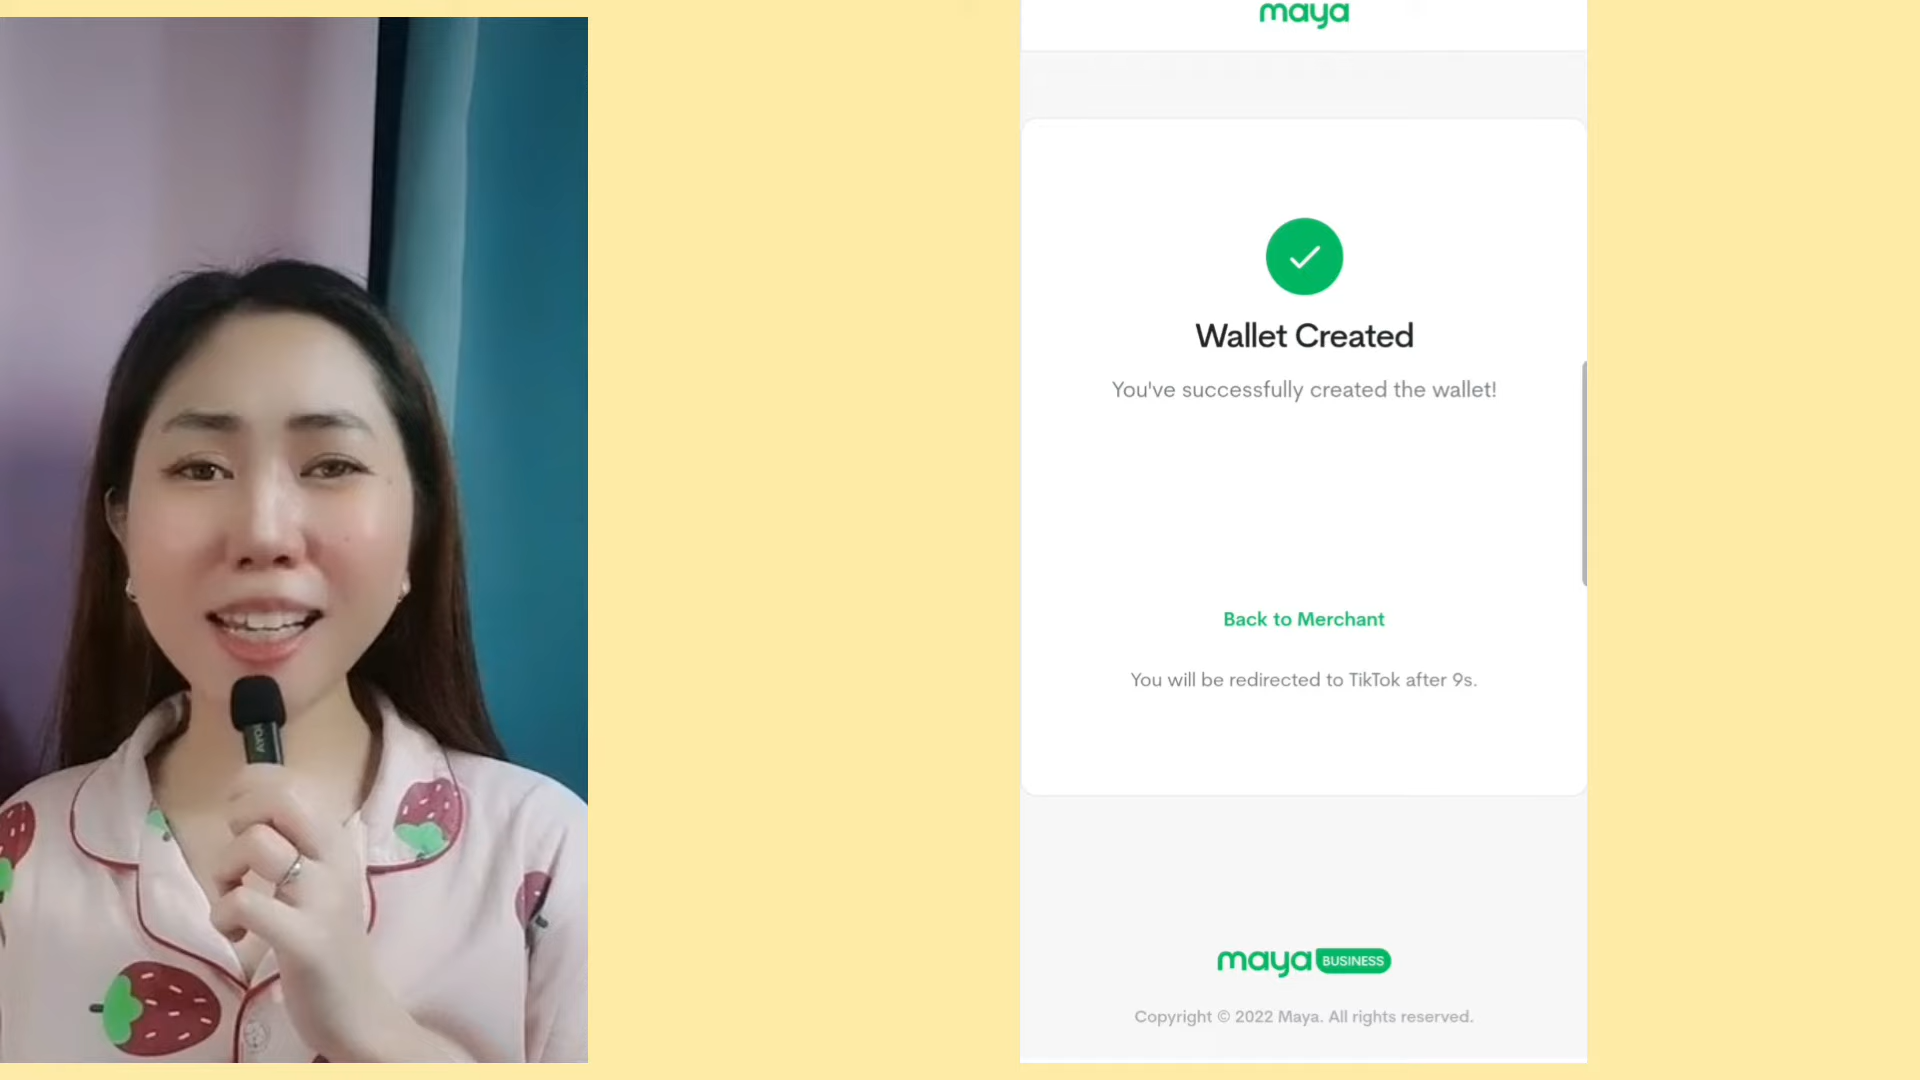 maya
Wallet Created
You've successfully created the wallet!
Back to Merchant
You will be redirected to TikTok after 9s.
maya BUSINESS
Copyright © 2022 Maya. All rights reserved.